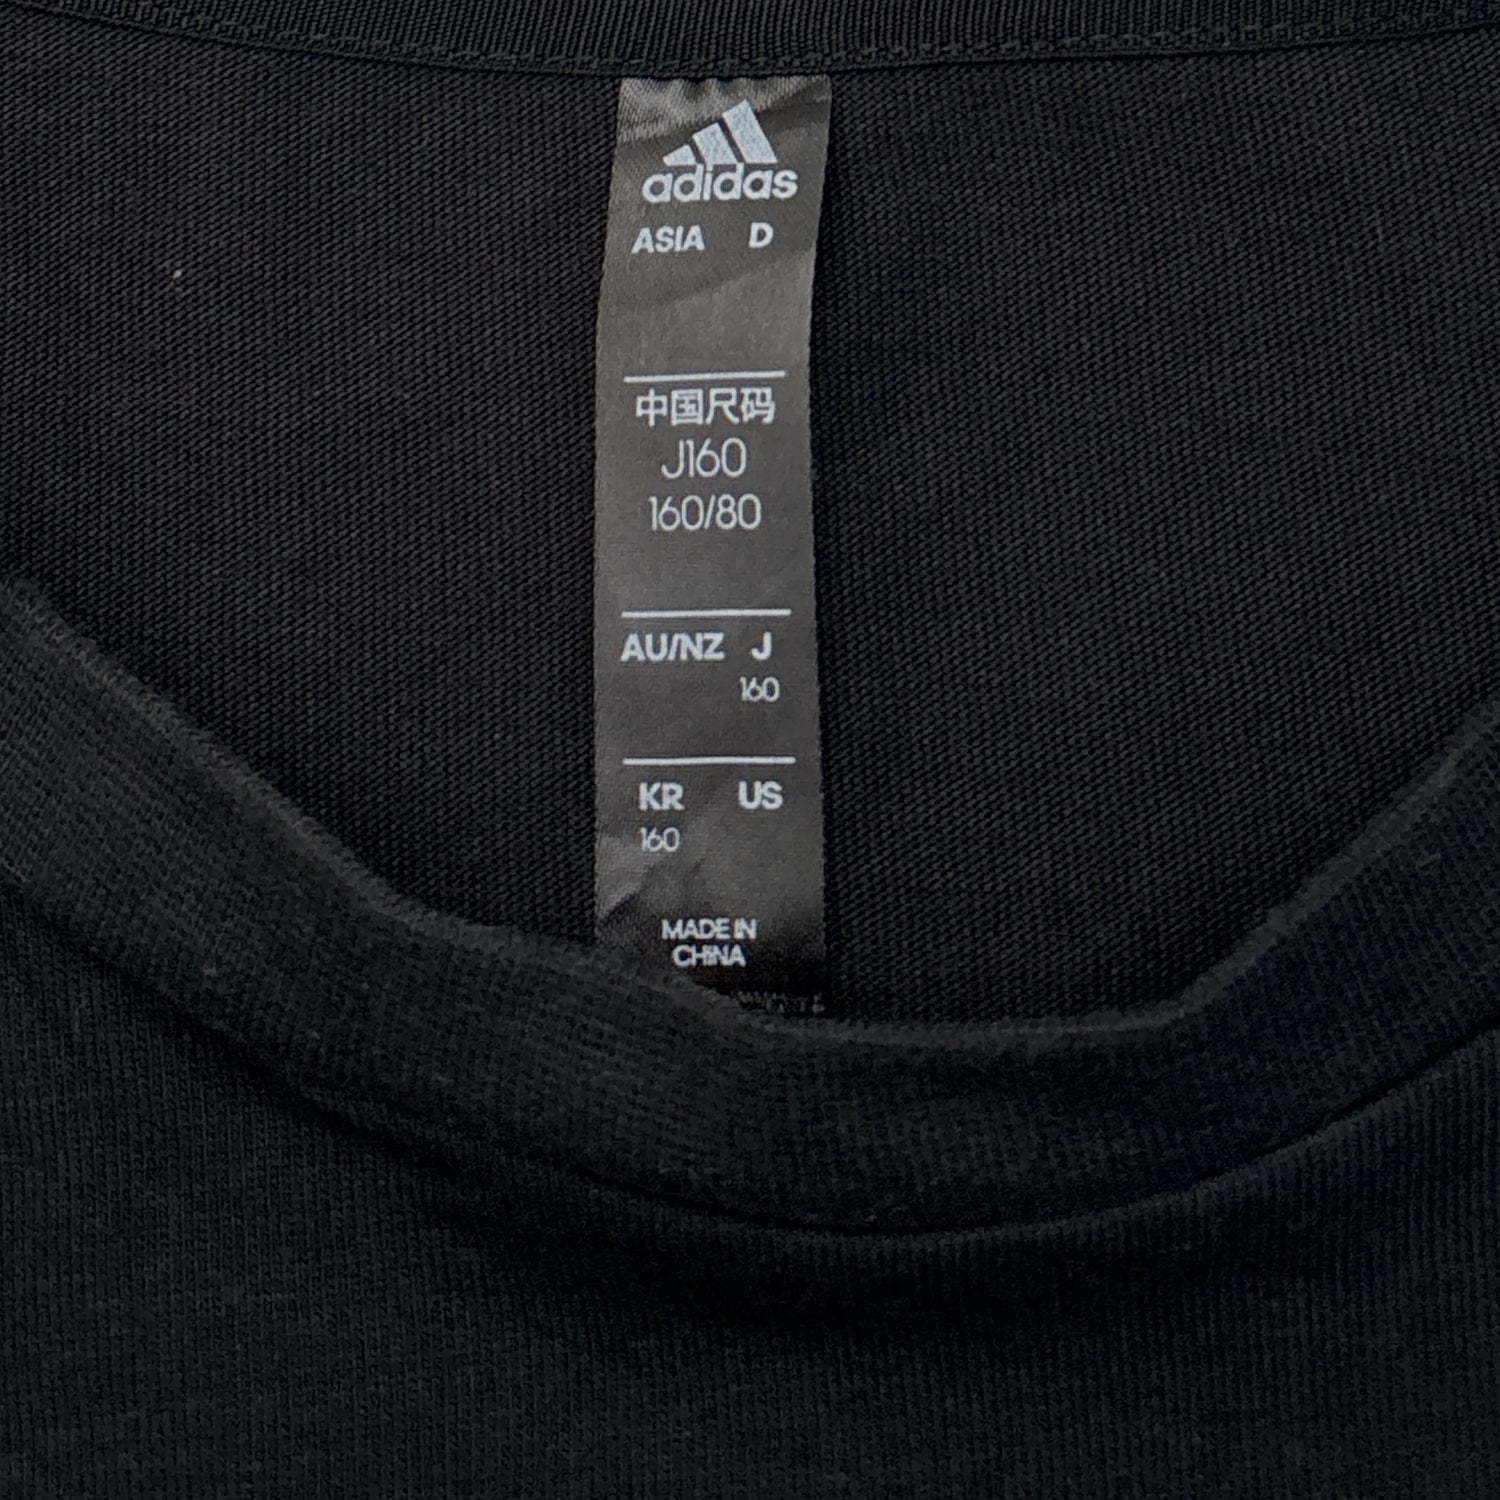 adidas
ASIA D
中国尺码
J160
160/80
AU/NZ J
160
KR US
160
MADE IN
CHINA